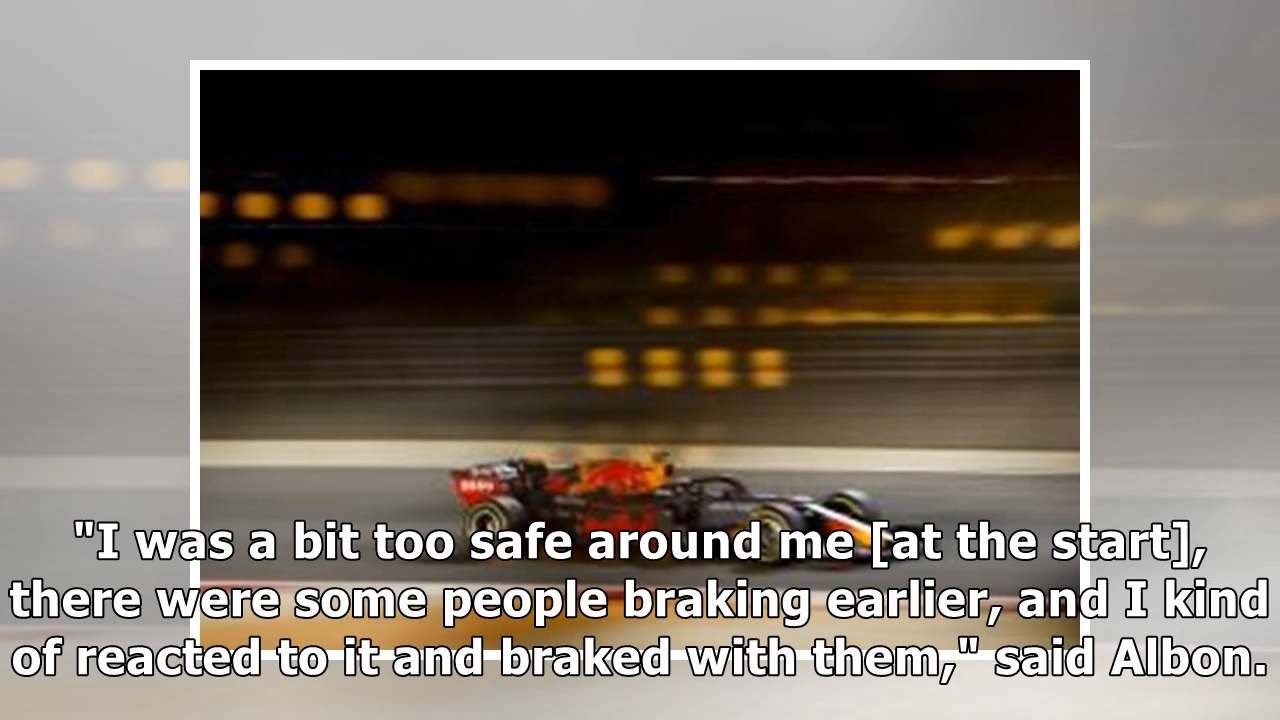 "I was a bit too safe around me [at the start],
there were some people braking earlier, and I kind
of reacted to it and braked with them," said Albon.